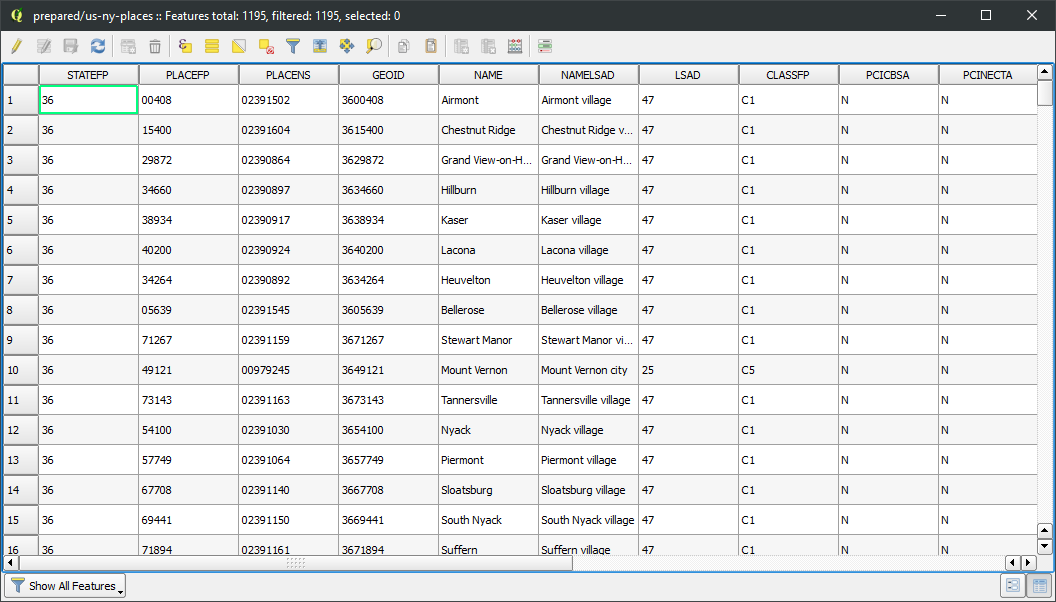 prepared/us-ny-places :: Features total: 1195, filtered: 1195, selected: 0
STATEFP PLACEFP PLACENS GEOID NAME NAMELSAD LSAD CLASSFP PCICBSA PCINECTA
1 36 00408 02391502 3600408 Airmont Airmont village 47 C1 N N
2 36 15400 02391604 3615400 Chestnut Ridge Chestnut Ridge v... 47 C1 N N
3 36 29872 02390864 3629872 Grand View-on-H... Grand View-on-H... 47 C1 N N
4 36 34660 02390897 3634660 Hillburn Hillburn village 47 C1 N N
5 36 38934 02390917 3638934 Kaser Kaser village 47 C1 N N
6 36 40200 02390924 3640200 Lacona Lacona village 47 C1 N N
7 36 34264 02390892 3634264 Heuvelton Heuvelton village 47 C1 N N
8 36 05639 02391545 3605639 Bellerose Bellerose village 47 C1 N N
9 36 71267 02391159 3671267 Stewart Manor Stewart Manor vi... 47 C1 N N
10 36 49121 00979245 3649121 Mount Vernon Mount Vernon city 25 C5 N N
11 36 73143 02391163 3673143 Tannersville Tannersville village 47 C1 N N
12 36 54100 02391030 3654100 Nyack Nyack village 47 C1 N N
13 36 57749 02391064 3657749 Piermont Piermont village 47 C1 N N
14 36 67708 02391140 3667708 Sloatsburg Sloatsburg village 47 C1 N N
15 36 69441 02391150 3669441 South Nyack South Nyack village 47 C1 N N
16 36 71894 02391161 3671894 Suffern Suffern village 47 C1 N N
Show All Features